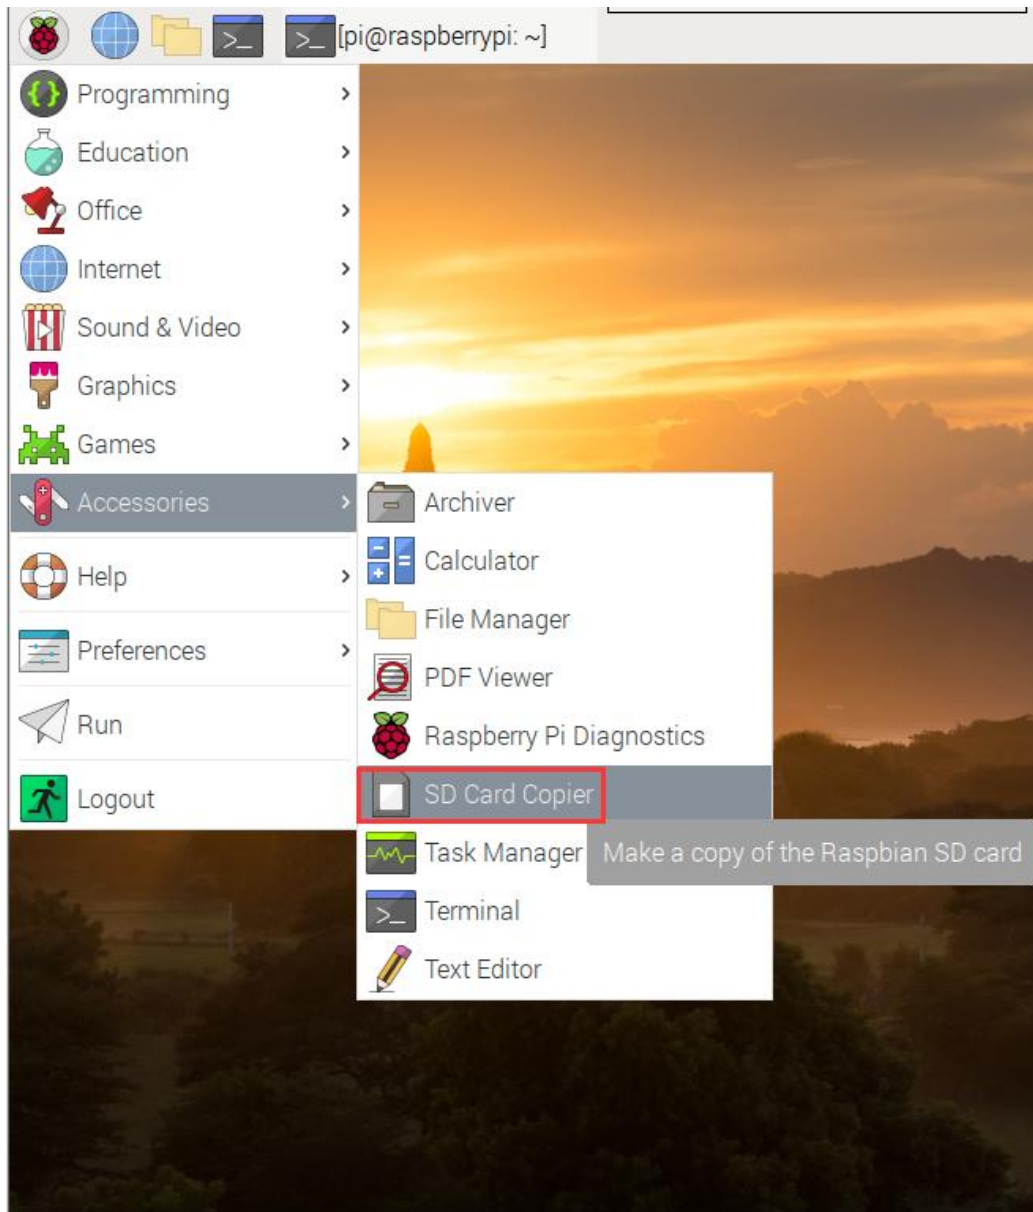 [pi@raspberrypi: ~]
Programming
Education
Office
Internet
Sound & Video
Graphics
Games
Accessories
Help
Preferences
Run
Logout
Archiver
Calculator
File Manager
PDF Viewer
Raspberry Pi Diagnostics
SD Card Copier
Task Manager
Make a copy of the Raspbian SD card
Terminal
Text Editor